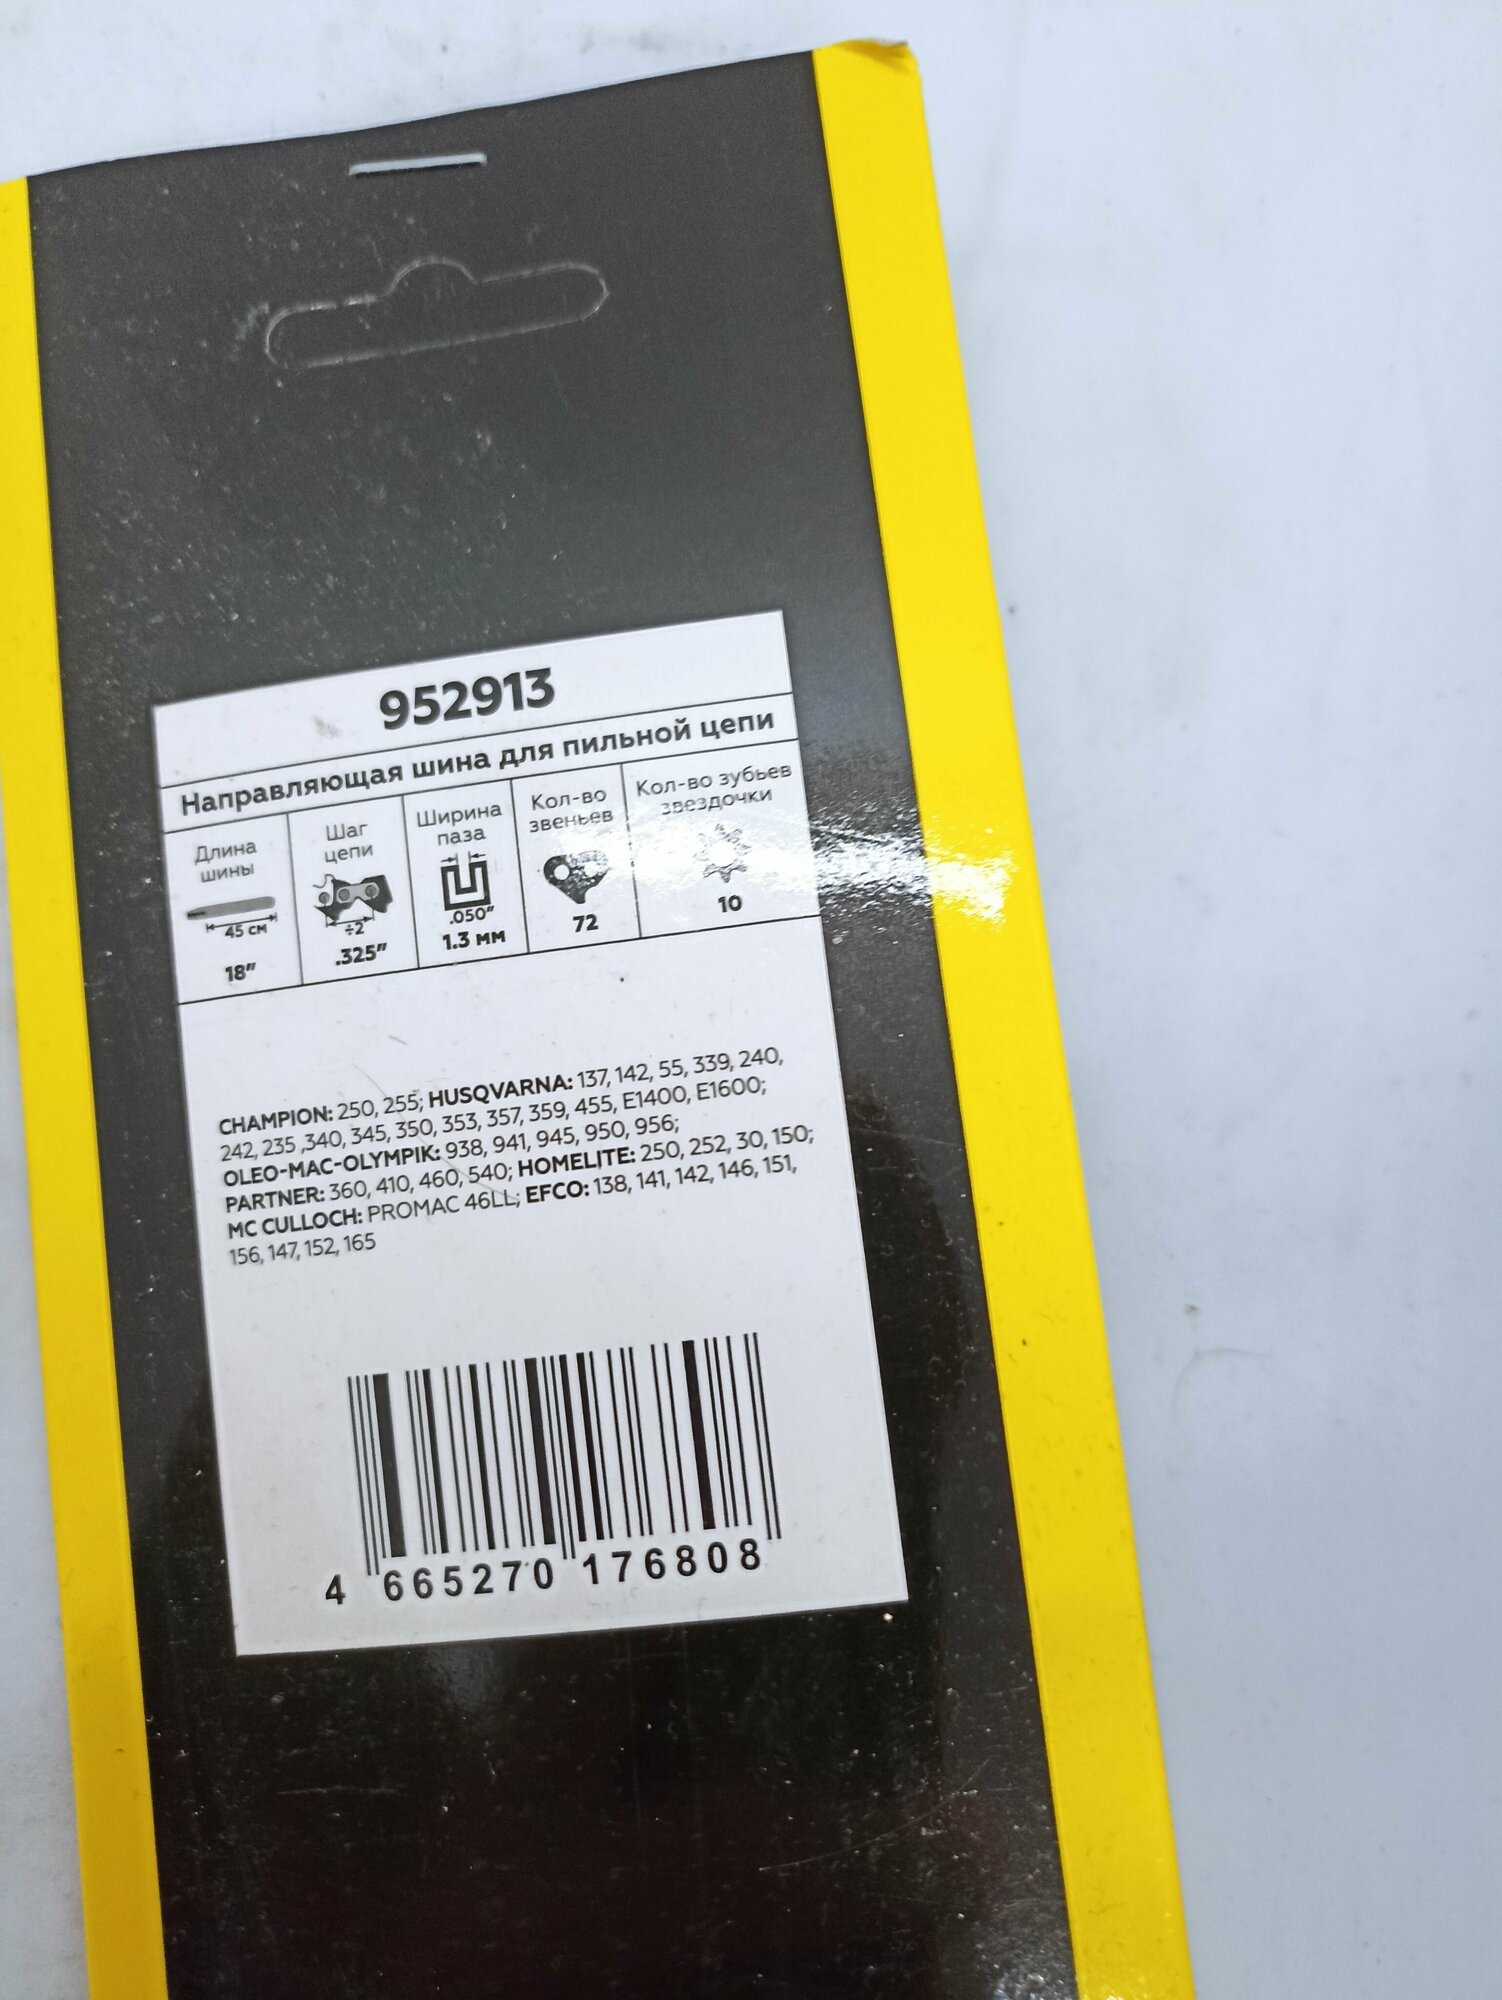 952913
Направляющая шина для пильной цепи
Длина шины
45 см
18"
Шаг цепи
÷2
.325"
Ширина паза
.050"
1.3 мм
Кол-во звеньев
72
Кол-во зубьев звездочки
10
CHAMPION: 250, 255; HUSQVARNA: 137, 142, 55, 339, 240,
242, 235 ,340, 345, 350, 353, 357, 359, 455, E1400, E1600;
OLEO-MAC-OLYMPIK: 938, 941, 945, 950, 956;
PARTNER: 360, 410, 460, 540; HOMELITE: 250, 252, 30, 150;
MC CULLOCH: PROMAC 46LL; EFCO: 138, 141, 142, 146, 151,
156, 147, 152, 165
4 665270 176808